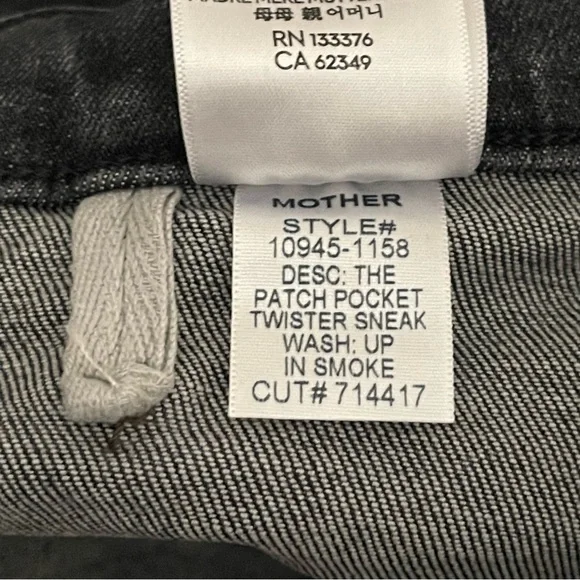 母母 親 어머니
RN 133376
CA 62349
MOTHER
STYLE#
10945-1158
DESC: THE
PATCH POCKET
TWISTER SNEAK
WASH: UP
IN SMOKE
CUT# 714417